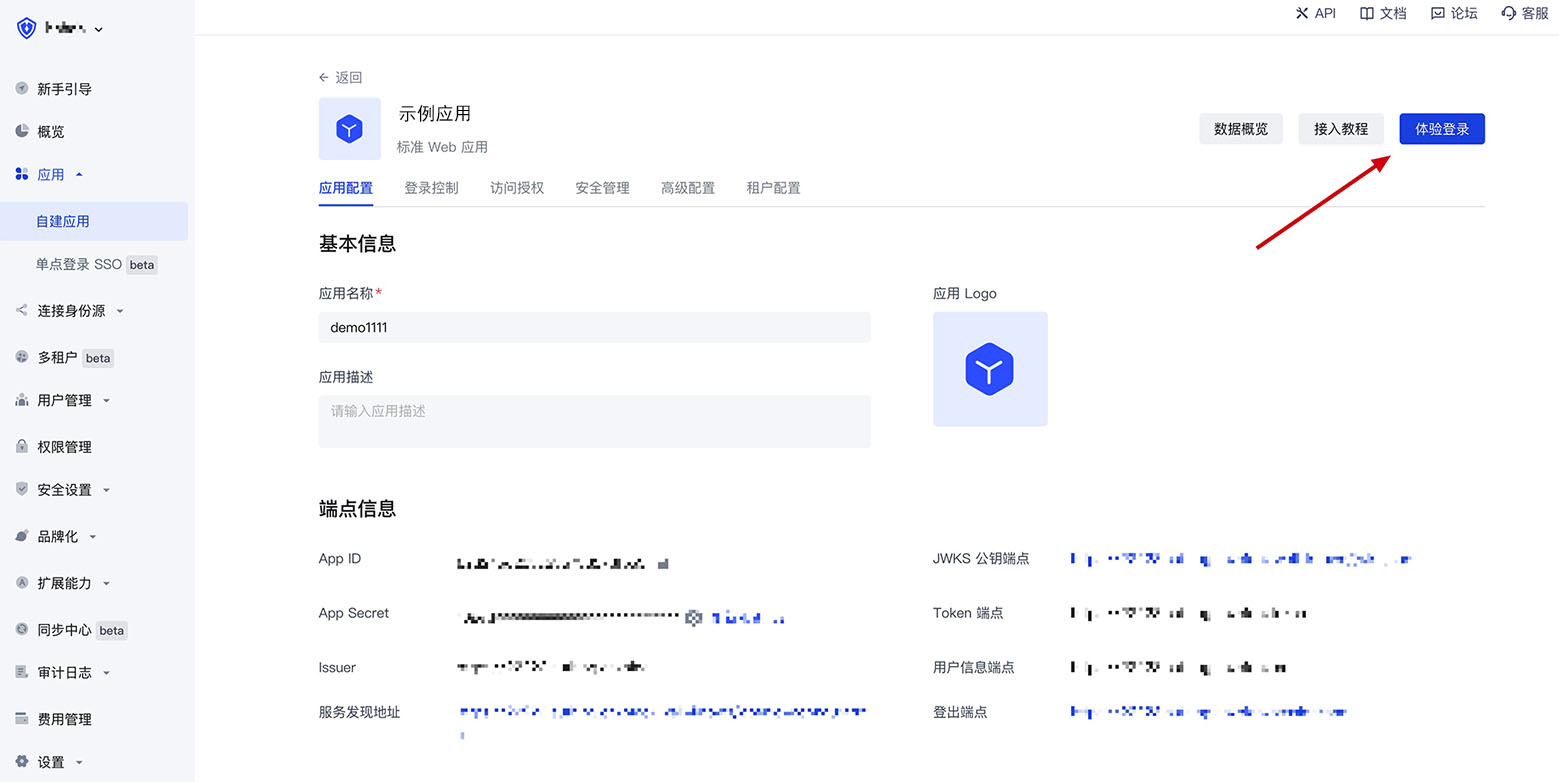 API 文档 论坛 客服
新手引导
概览
应用
自建应用
单点登录 SSO beta
连接身份源
多租户 beta
用户管理
权限管理
安全设置
品牌化
扩展能力
同步中心 beta
审计日志
费用管理
设置
← 返回
示例应用
标准 Web 应用
数据概览 接入教程 体验登录
应用配置 登录控制 访问授权 安全管理 高级配置 租户配置
基本信息
应用名称*
demo1111
应用描述
请输入应用描述
应用 Logo
端点信息
App ID
App Secret
Issuer
服务发现地址
JWKS 公钥端点
Token 端点
用户信息端点
登出端点